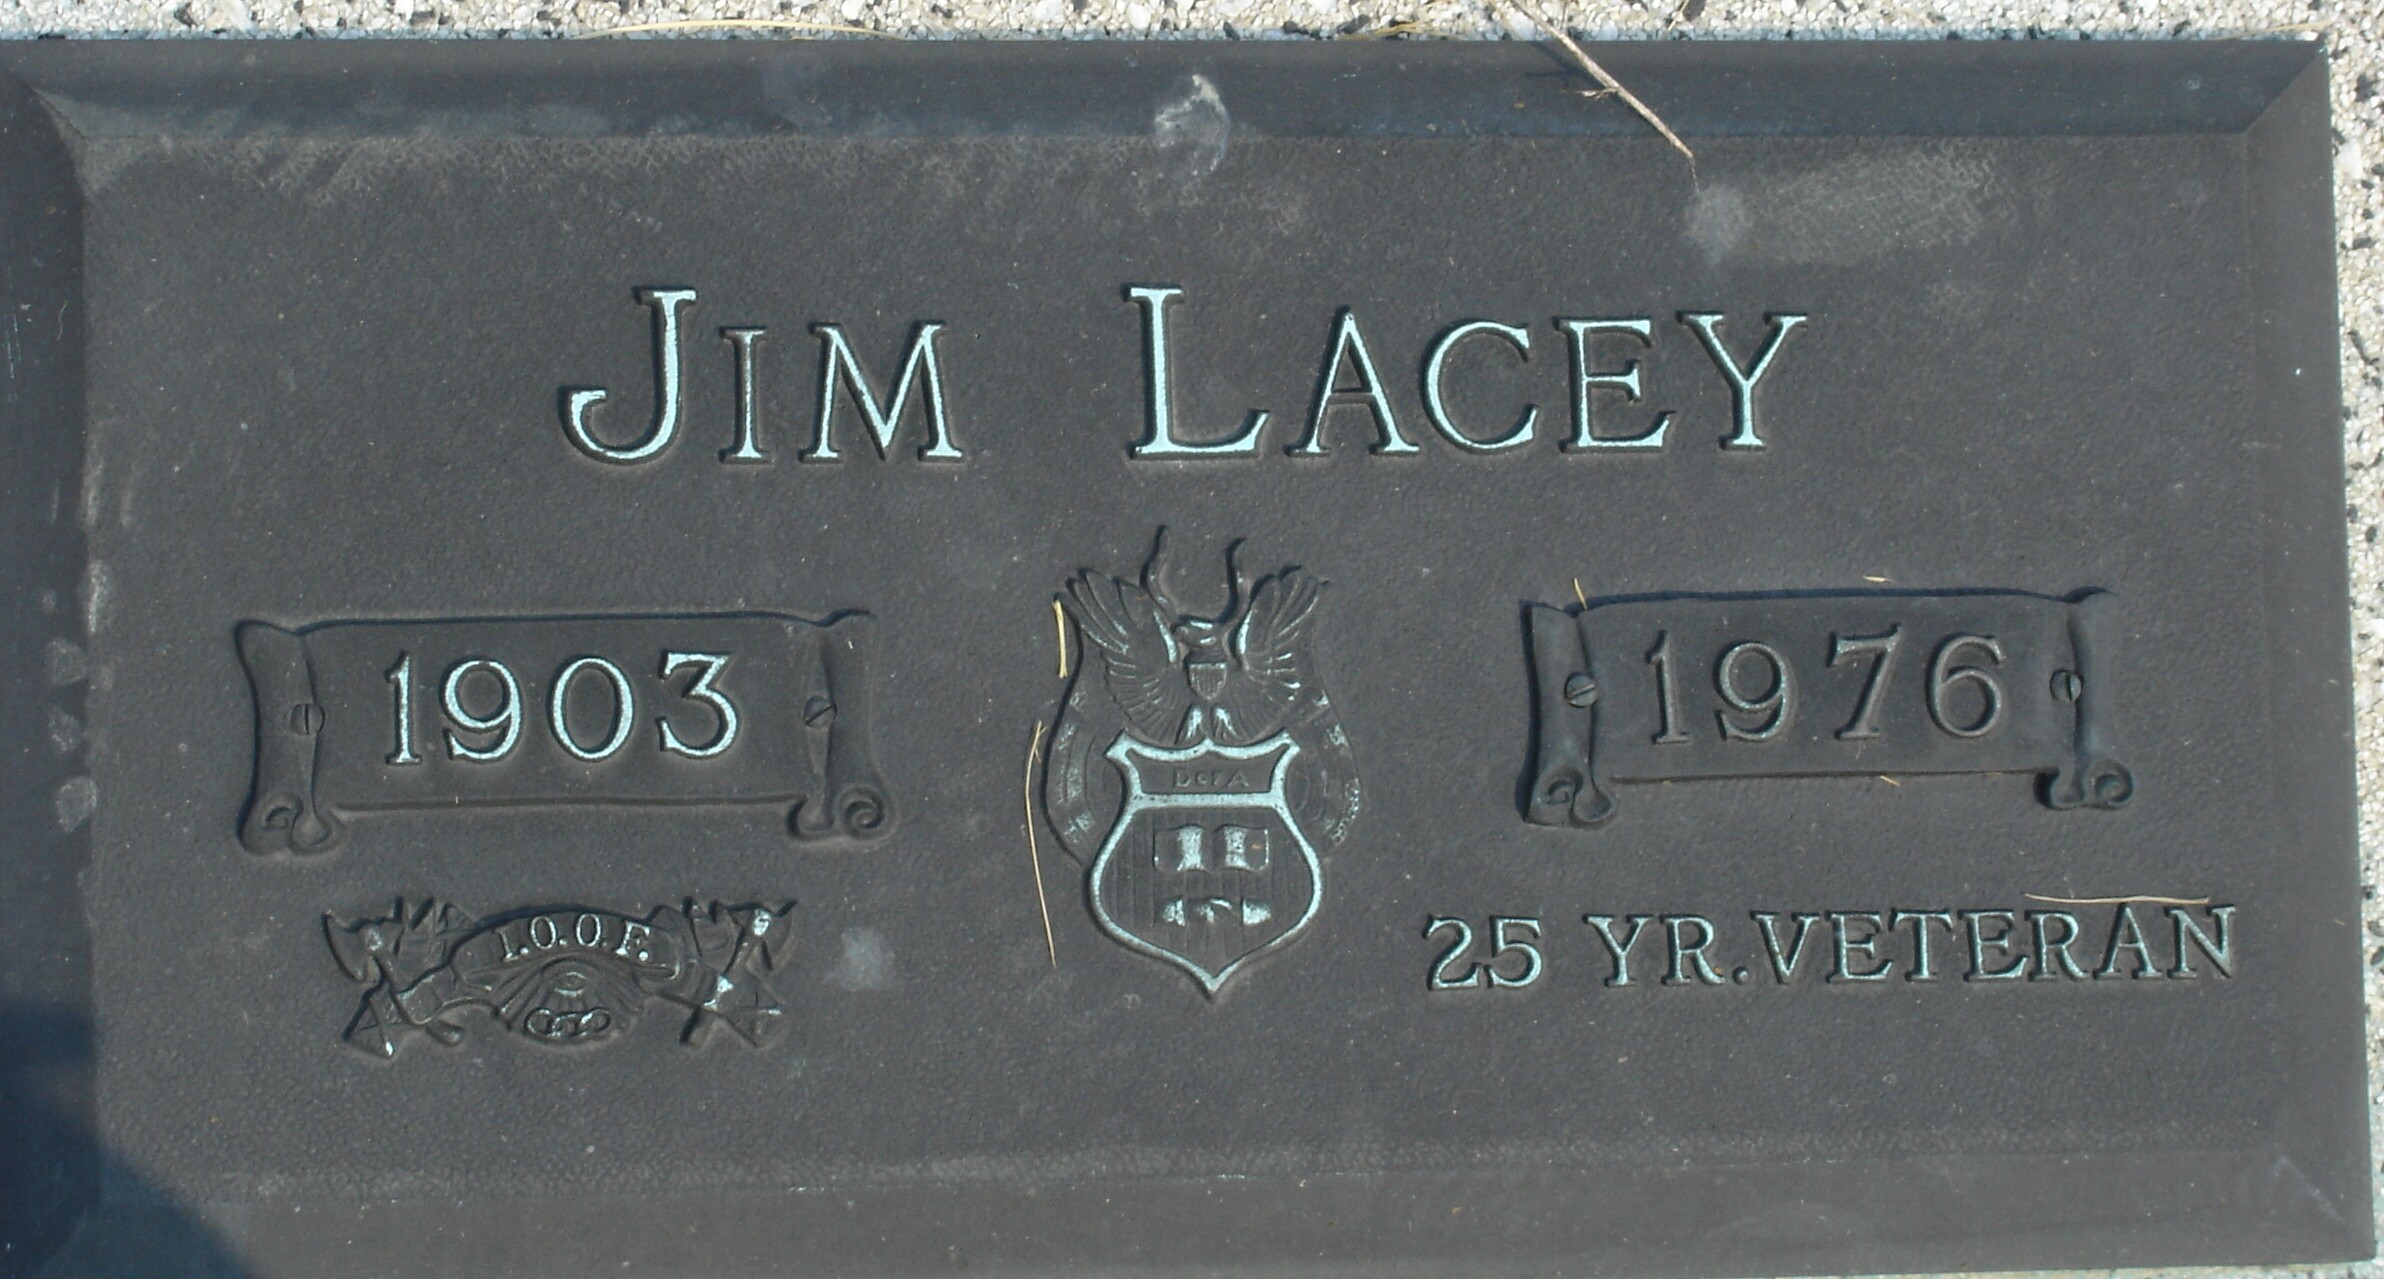 JIM LACEY
1903
1976
I.O.O.F.
25 YR. VETERAN